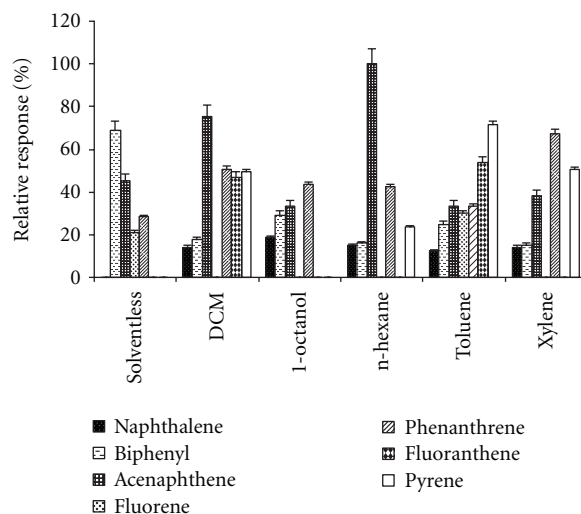 Relative response (%)
120
100
80
60
40
20
0
Solventless
DCM
1-octanol
n-hexane
Toluene
Xylene
Naphthalene
Biphenyl
Acenaphthene
Fluorene
Phenanthrene
Fluoranthene
Pyrene